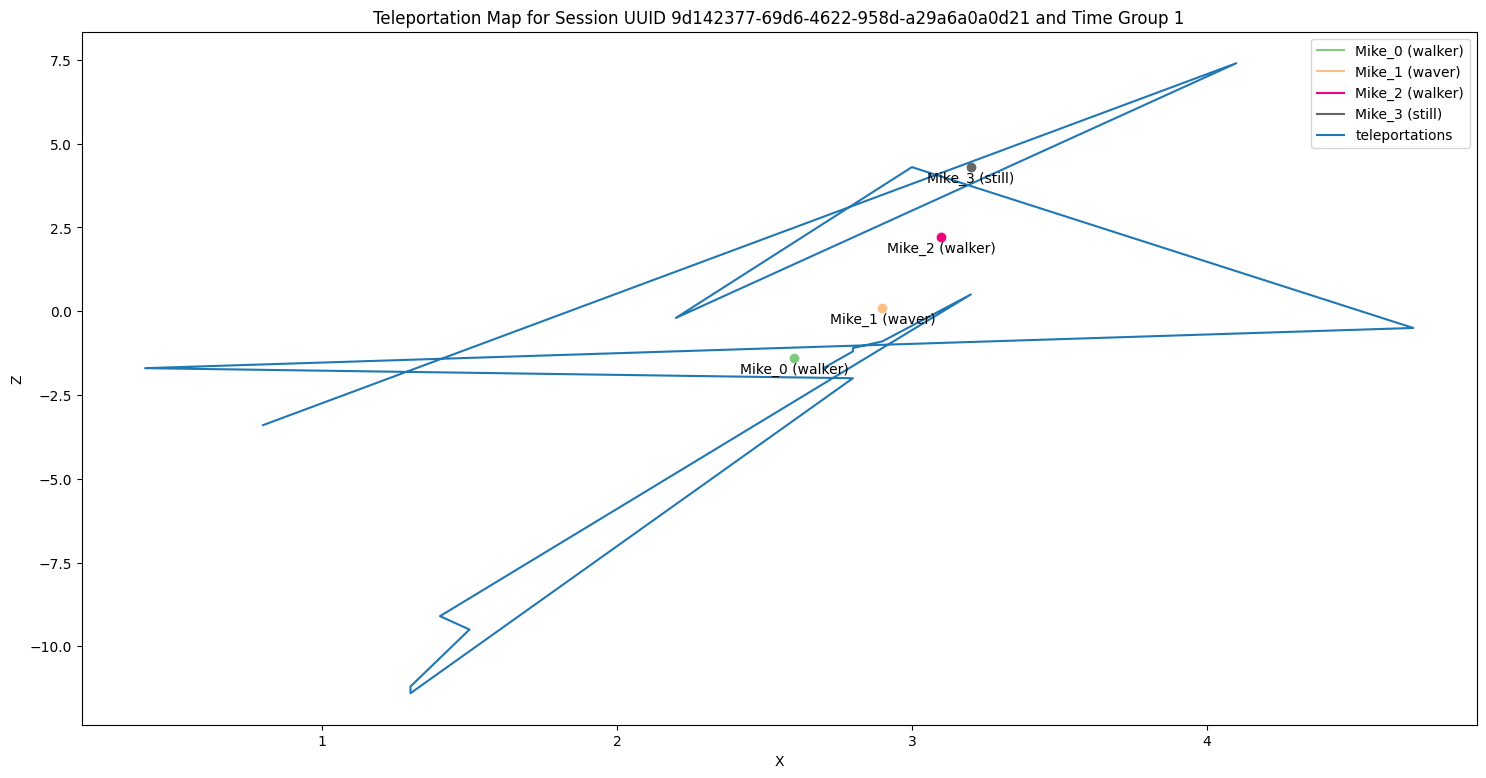 Teleportation Map for Session UUID 9d142377-69d6-4622-958d-a29a6a0a0d21 and Time Group 1
Mike_0 (walker)
Mike_1 (waver)
Mike_2 (walker)
Mike_3 (still)
teleportations
7.5
5.0
2.5
0.0
−2.5
−5.0
−7.5
−10.0
Z
Mike_3 (still)
Mike_2 (walker)
Mike_1 (waver)
Mike_0 (walker)
1 2 3 4
X